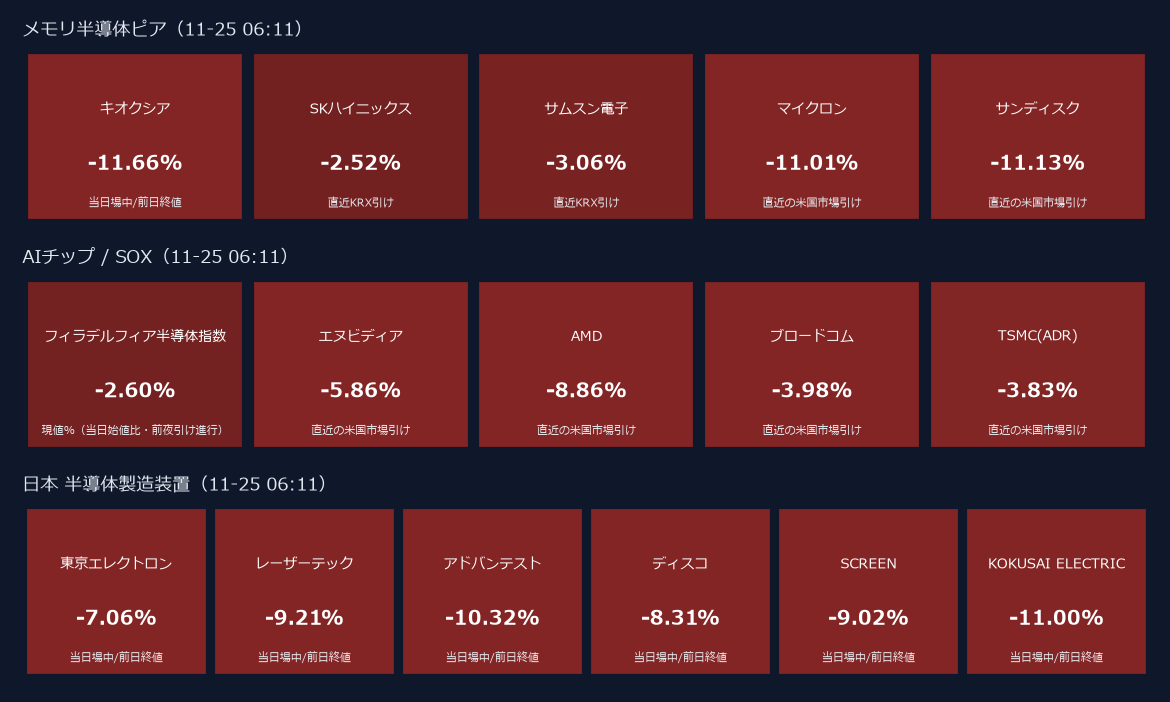 メモリ半導体ピア（11-25 06:11）
キオクシア
-11.66%
当日場中/前日終値
SKハイニックス
-2.52%
直近KRX引け
サムスン電子
-3.06%
直近KRX引け
マイクロン
-11.01%
直近の米国市場引け
サンディスク
-11.13%
直近の米国市場引け
AIチップ / SOX（11-25 06:11）
フィラデルフィア半導体指数
-2.60%
現値%（当日始値比・前夜引け進行）
エヌビディア
-5.86%
直近の米国市場引け
AMD
-8.86%
直近の米国市場引け
ブロードコム
-3.98%
直近の米国市場引け
TSMC(ADR)
-3.83%
直近の米国市場引け
日本 半導体製造装置（11-25 06:11）
東京エレクトロン
-7.06%
当日場中/前日終値
レーザーテック
-9.21%
当日場中/前日終値
アドバンテスト
-10.32%
当日場中/前日終値
ディスコ
-8.31%
当日場中/前日終値
SCREEN
-9.02%
当日場中/前日終値
KOKUSAI ELECTRIC
-11.00%
当日場中/前日終値